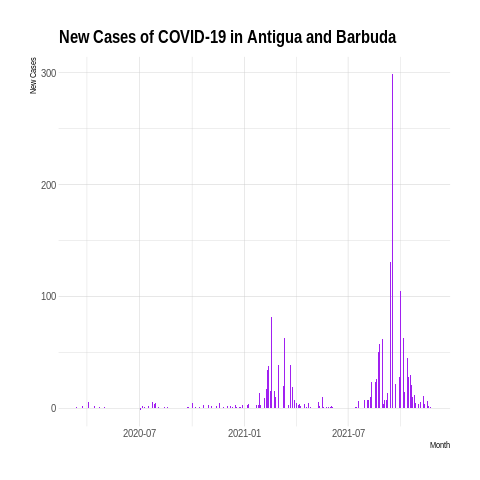 New Cases of COVID-19 in Antigua and Barbuda
New Cases
300
200
100
0
2020-07 2021-01 2021-07
Month